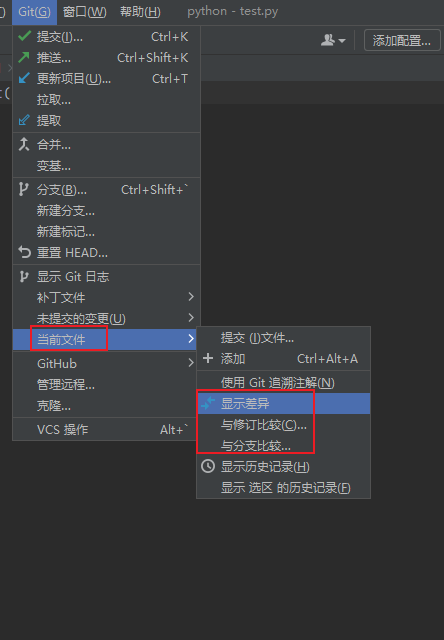 Git(G) 窗口(W) 帮助(H) python - test.py
提交(I)... Ctrl+K
推送... Ctrl+Shift+K
添加配置...
更新项目(U)... Ctrl+T
拉取...
提取
合并...
变基...
分支(B)... Ctrl+Shift+`
新建分支...
新建标记...
重置 HEAD...
显示 Git 日志
补丁文件
未提交的变更(U)
当前文件
GitHub
管理远程...
克隆...
VCS 操作 Alt+`
提交 (I)文件...
添加 Ctrl+Alt+A
使用 Git 追溯注解(N)
显示差异
与修订比较(C)...
与分支比较...
显示历史记录(H)
显示 选区 的历史记录(F)